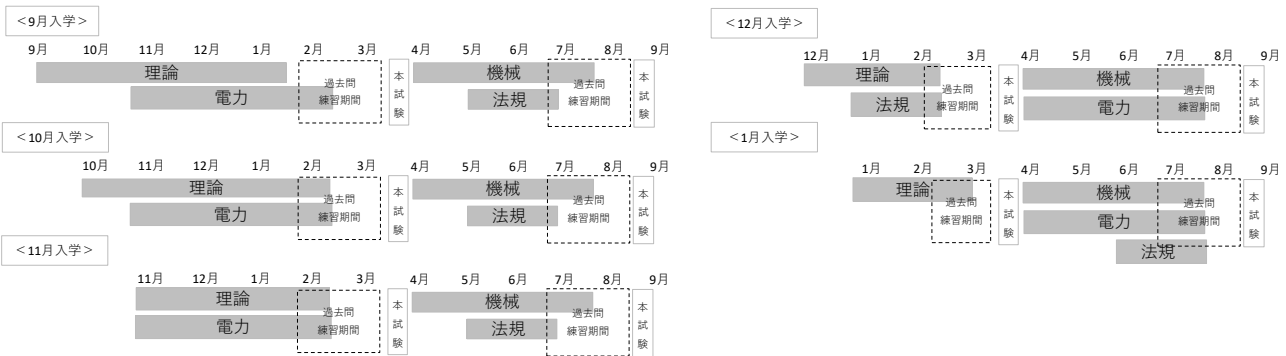 <9月入学>
9月 10月 11月 12月 1月 2月 3月 4月 5月 6月 7月 8月 9月
理論
電力
過去問
練習期間
本試験
機械
法規
過去問
練習期間
本試験
<10月入学>
10月 11月 12月 1月 2月 3月 4月 5月 6月 7月 8月 9月
理論
電力
過去問
練習期間
本試験
機械
法規
過去問
練習期間
本試験
<11月入学>
11月 12月 1月 2月 3月 4月 5月 6月 7月 8月 9月
理論
電力
過去問
練習期間
本試験
機械
法規
過去問
練習期間
本試験
<12月入学>
12月 1月 2月 3月 4月 5月 6月 7月 8月 9月
理論
法規
過去問
練習期間
本試験
機械
電力
過去問
練習期間
本試験
<1月入学>
1月 2月 3月 4月 5月 6月 7月 8月 9月
理論
過去問
練習期間
本試験
機械
電力
法規
過去問
練習期間
本試験